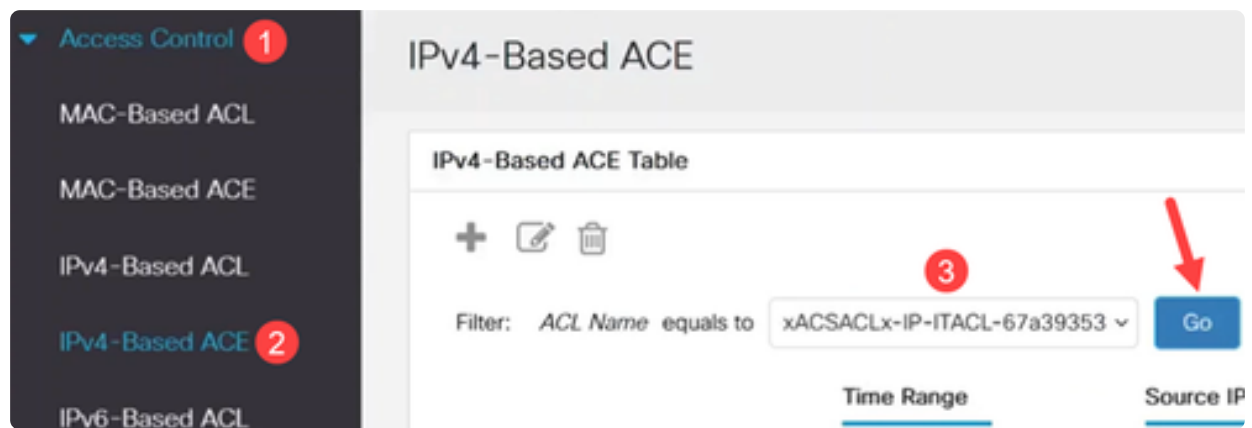 Access Control 1
MAC-Based ACL
MAC-Based ACE
IPv4-Based ACL
IPv4-Based ACE 2
IPv6-Based ACL
IPv4-Based ACE
IPv4-Based ACE Table
3
Filter: ACL Name equals to xACSACLx-IP-ITACL-67a39353 Go
Time Range Source IP